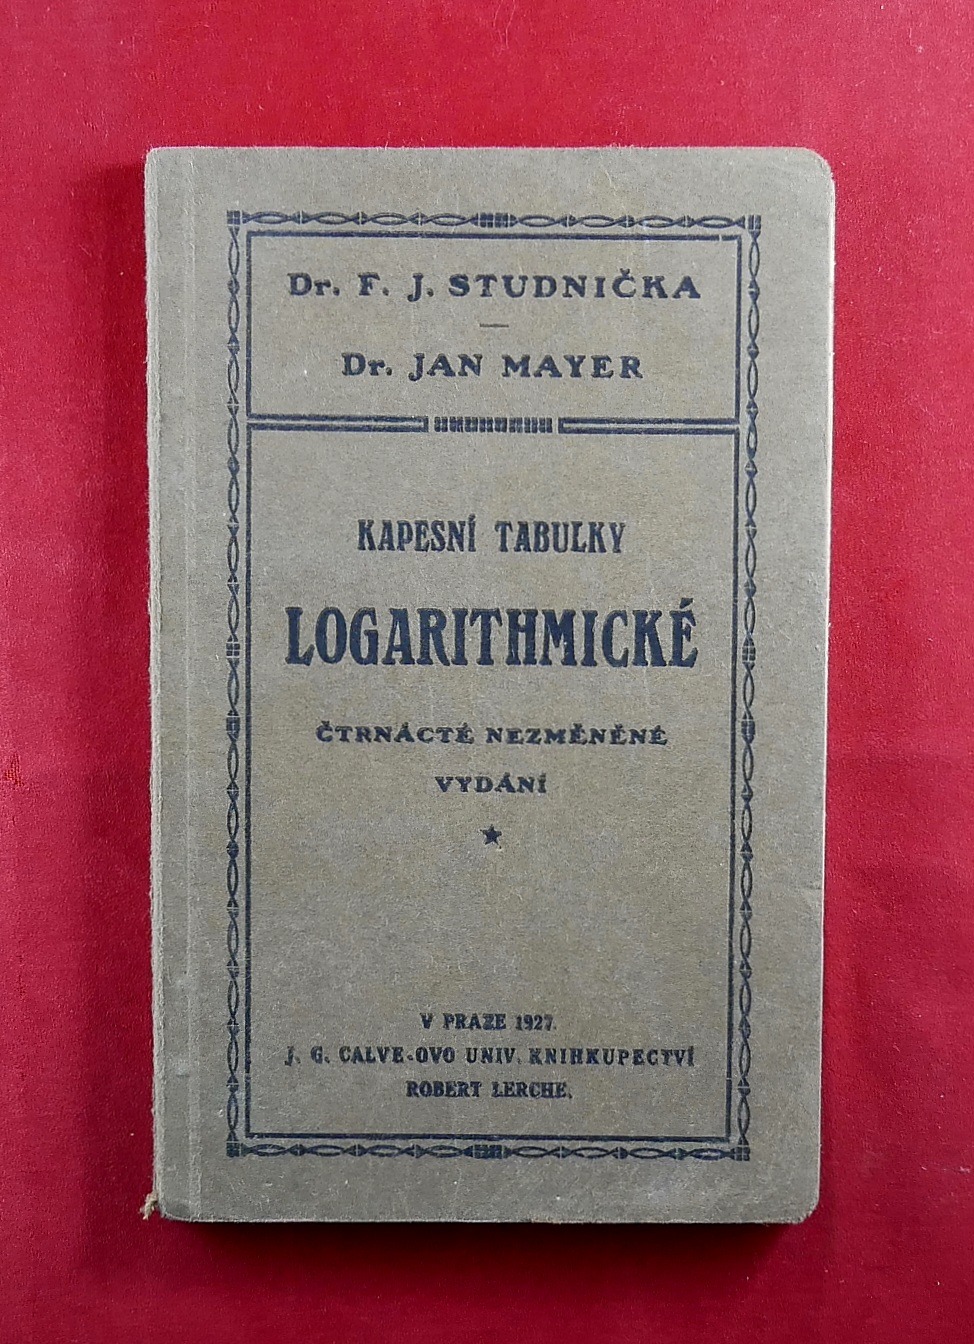 Dr. F. J. STUDNIČKA
Dr. JAN MAYER
KAPESNÍ TABULKY
LOGARITHMICKÉ
ČTRNÁCTÉ NEZMĚNĚNÉ
VYDÁNÍ
V PRAZE 1927.
J. G. CALVE-OVO UNIV. KNIHKUPECTVÍ
ROBERT LERCHE.